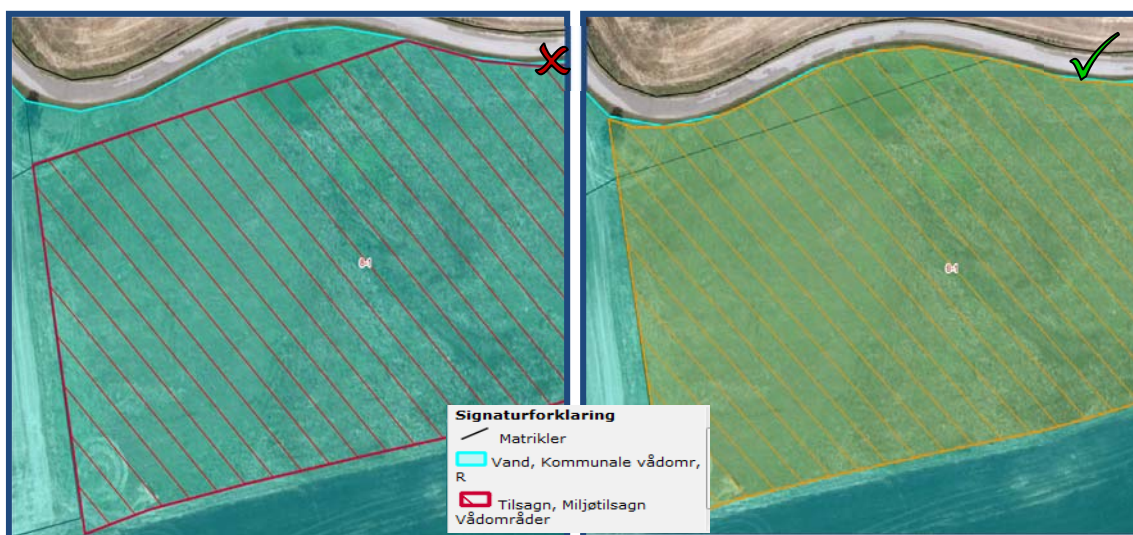 Signaturforklaring
Matrikler
Vand, Kommunale vådomr,
R
Tilsagn, Miljøtilsagn
Vådområder